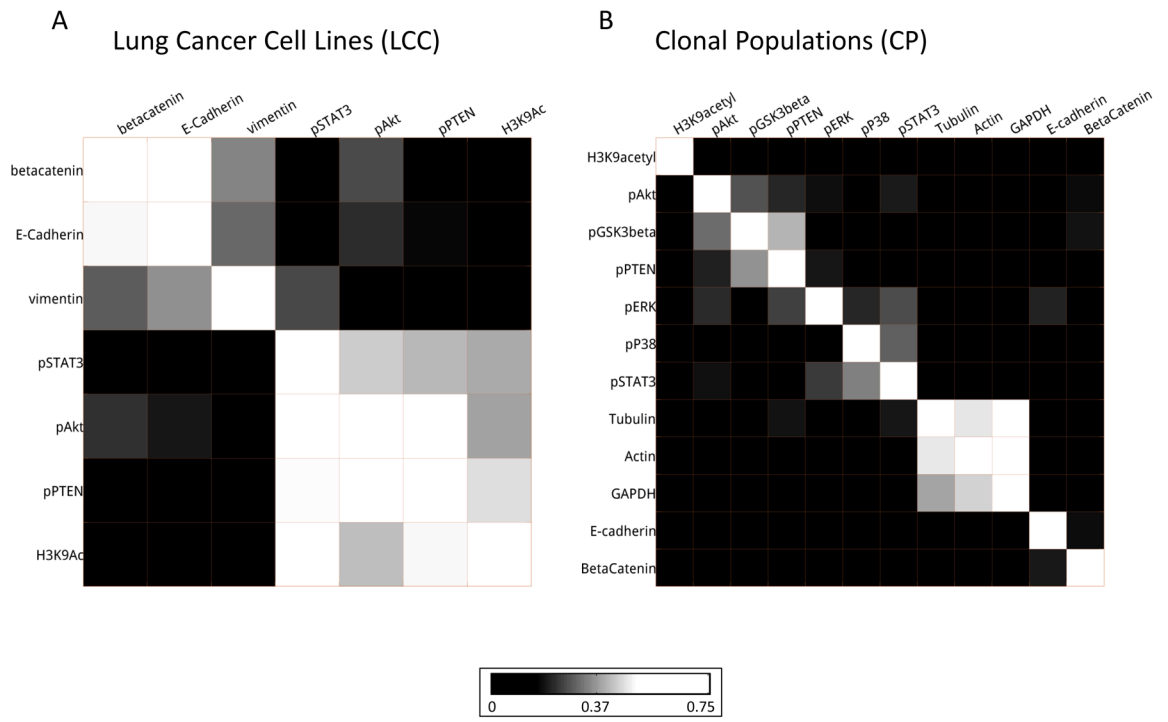 A
Lung Cancer Cell Lines (LCC)
betacatenin
E-Cadherin
vimentin
pSTAT3
pAkt
pPTEN
H3K9Ac
betacatenin
E-Cadherin
vimentin
pSTAT3
pAkt
pPTEN
H3K9Ac
B
Clonal Populations (CP)
H3K9acetyl
pAkt
pGSK3beta
pPTEN
pERK
pP38
pSTAT3
Tubulin
Actin
GAPDH
E-cadherin
BetaCatenin
H3K9acetyl
pAkt
pGSK3beta
pPTEN
pERK
pP38
pSTAT3
Tubulin
Actin
GAPDH
E-cadherin
BetaCatenin
0 0.37 0.75